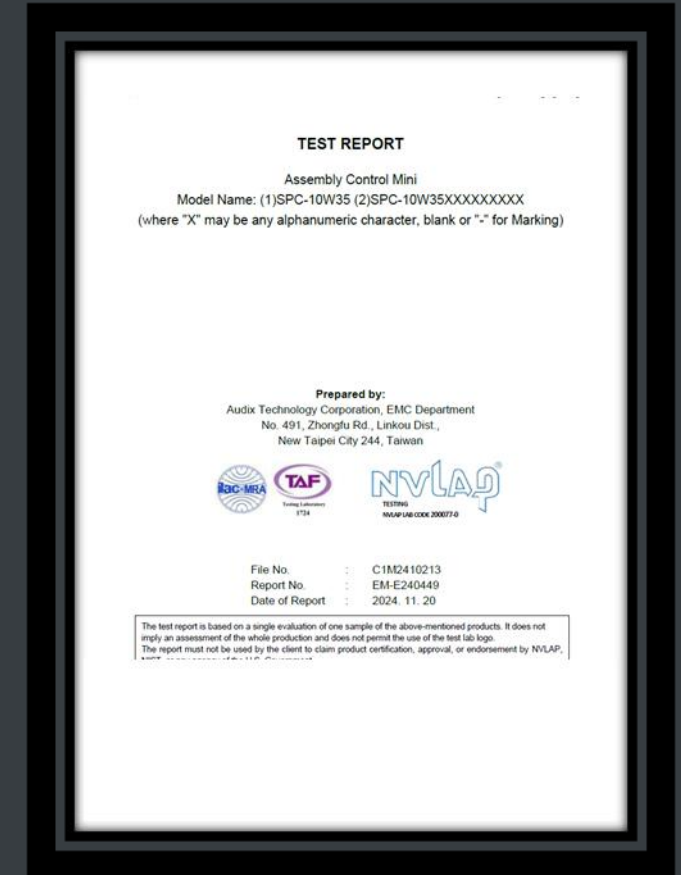 TEST REPORT
Assembly Control Mini
Model Name: (1)SPC-10W35 (2)SPC-10W35XXXXXXXXX
(where "X" may be any alphanumeric character, blank or "-" for Marking)
Prepared by:
Audix Technology Corporation, EMC Department
No. 491, Zhongfu Rd., Linkou Dist.,
New Taipei City 244, Taiwan
ilac-MRA
TAF
Testing Laboratory
1724
NVLAP®
TESTING
NVLAP LAB CODE 200077-0
File No. : C1M2410213
Report No. : EM-E240449
Date of Report : 2024. 11. 20
The test report is based on a single evaluation of one sample of the above-mentioned products. It does not
imply an assessment of the whole production and does not permit the use of the test lab logo.
The report must not be used by the client to claim product certification, approval, or endorsement by NVLAP,